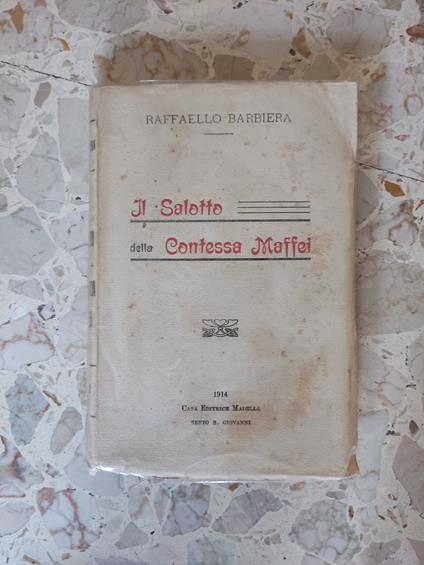 RAFFAELLO BARBIERA
Il Salotto
della Contessa Maffei
1914
CASA EDITRICE MADELLA
SESTO S. GIOVANNI